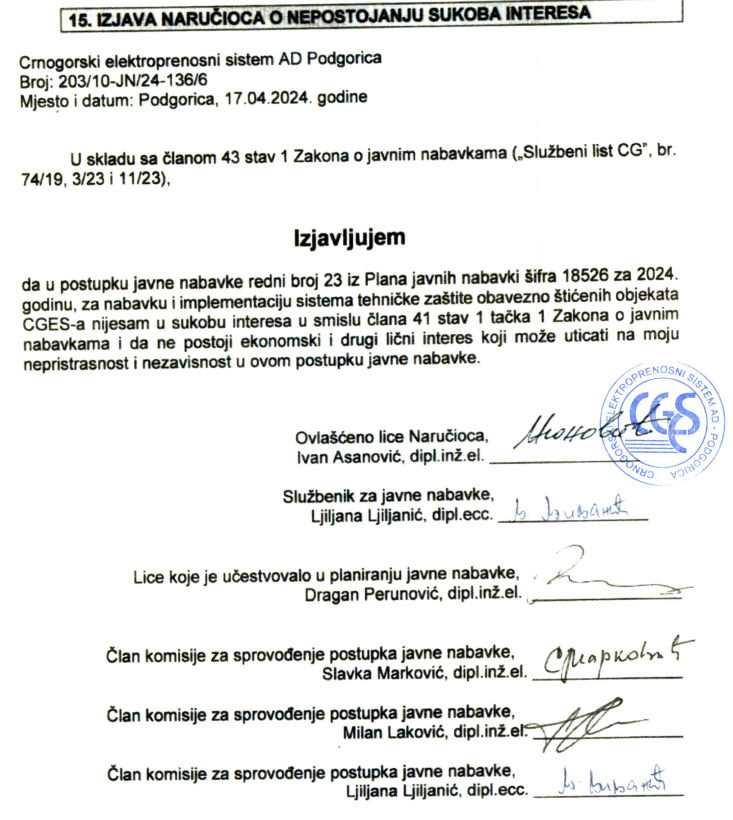 15. IZJAVA NARUČIOCA O NEPOSTOJANJU SUKOBA INTERESA
Crnogorski elektroprenosni sistem AD Podgorica
Broj: 203/10-JN/24-136/6
Mjesto i datum: Podgorica, 17.04.2024. godine
U skladu sa članom 43 stav 1 Zakona o javnim nabavkama („Službeni list CG”, br.
74/19, 3/23 i 11/23),
Izjavljujem
da u postupku javne nabavke redni broj 23 iz Plana javnih nabavki šifra 18526 za 2024.
godinu, za nabavku i implementaciju sistema tehničke zaštite obavezno štićenih objekata
CGES-a nijesam u sukobu interesa u smislu člana 41 stav 1 tačka 1 Zakona o javnim
nabavkama i da ne postoji ekonomski i drugi lični interes koji može uticati na moju
nepristrasnost i nezavisnost u ovom postupku javne nabavke.
CRNOGORSKI ELEKTROPRENOSNI SISTEM AD - PODGORICA
CGES
CRNOGORA
Ovlašćeno lice Naručioca,
Ivan Asanović, dipl.inž.el.
Službenik za javne nabavke,
Ljiljana Ljiljanić, dipl.ecc.
Lice koje je učestvovalo u planiranju javne nabavke,
Dragan Perunović, dipl.inž.el.
Član komisije za sprovođenje postupka javne nabavke,
Slavka Marković, dipl.inž.el. Смарковић
Član komisije za sprovođenje postupka javne nabavke,
Milan Laković, dipl.inž.el.
Član komisije za sprovođenje postupka javne nabavke,
Ljiljana Ljiljanić, dipl.ecc.